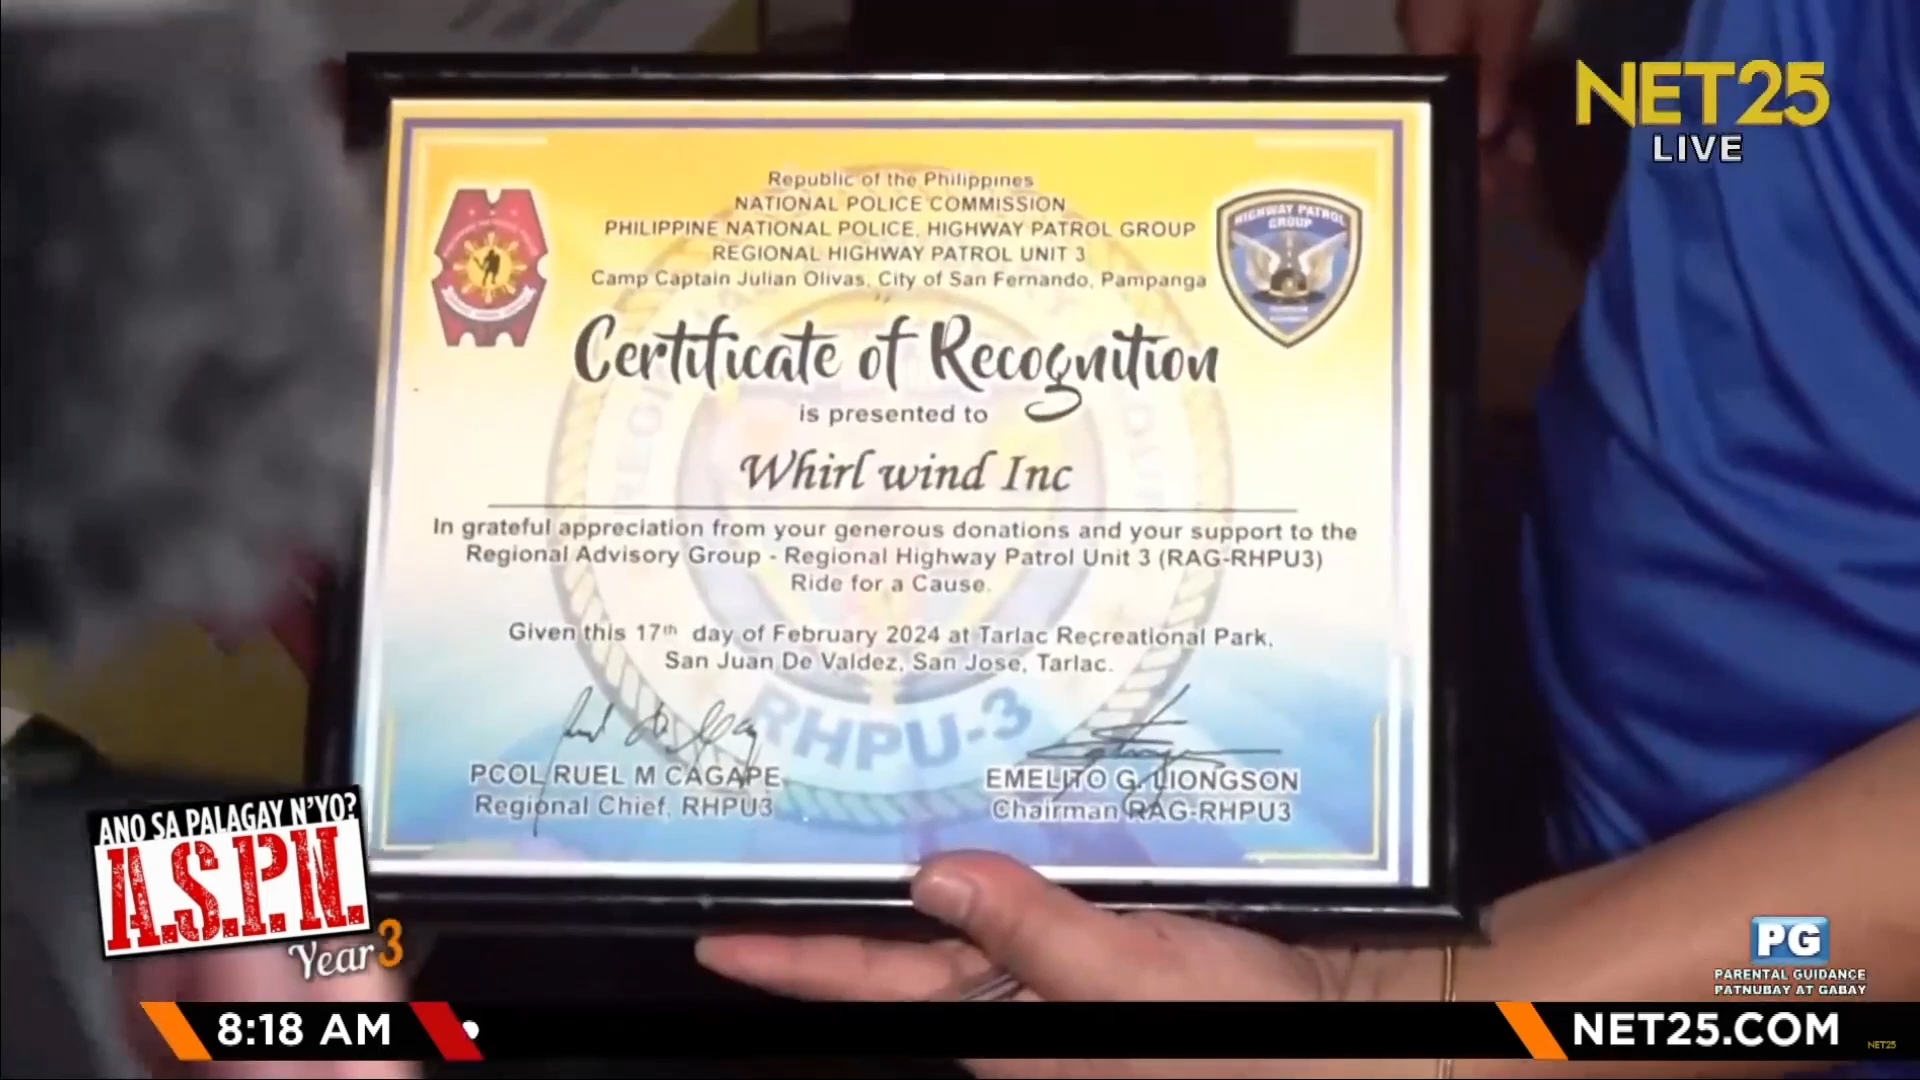 NET25
LIVE
Republic of the Philippines
NATIONAL POLICE COMMISSION
PHILIPPINE NATIONAL POLICE, HIGHWAY PATROL GROUP
REGIONAL HIGHWAY PATROL UNIT 3
Camp Captain Julian Olivas, City of San Fernando, Pampanga
HIGHWAY PATROL
GROUP
Certificate of Recognition
is presented to
Whirl wind Inc
In grateful appreciation from your generous donations and your support to the
Regional Advisory Group - Regional Highway Patrol Unit 3 (RAG-RHPU3)
Ride for a Cause.
Given this 17th day of February 2024 at Tarlac Recreational Park,
San Juan De Valdez, San Jose, Tarlac.
RHPU-3
PCOL RUEL M CAGAPE
Regional Chief, RHPU3
EMELITO G. LIONGSON
Chairman RAG-RHPU3
ANO SA PALAGAY N'YO?
A.S.P.N.
Year 3
PG
PARENTAL GUIDANCE
PATNUBAY AT GABAY
8:18 AM
NET25.COM
NET25